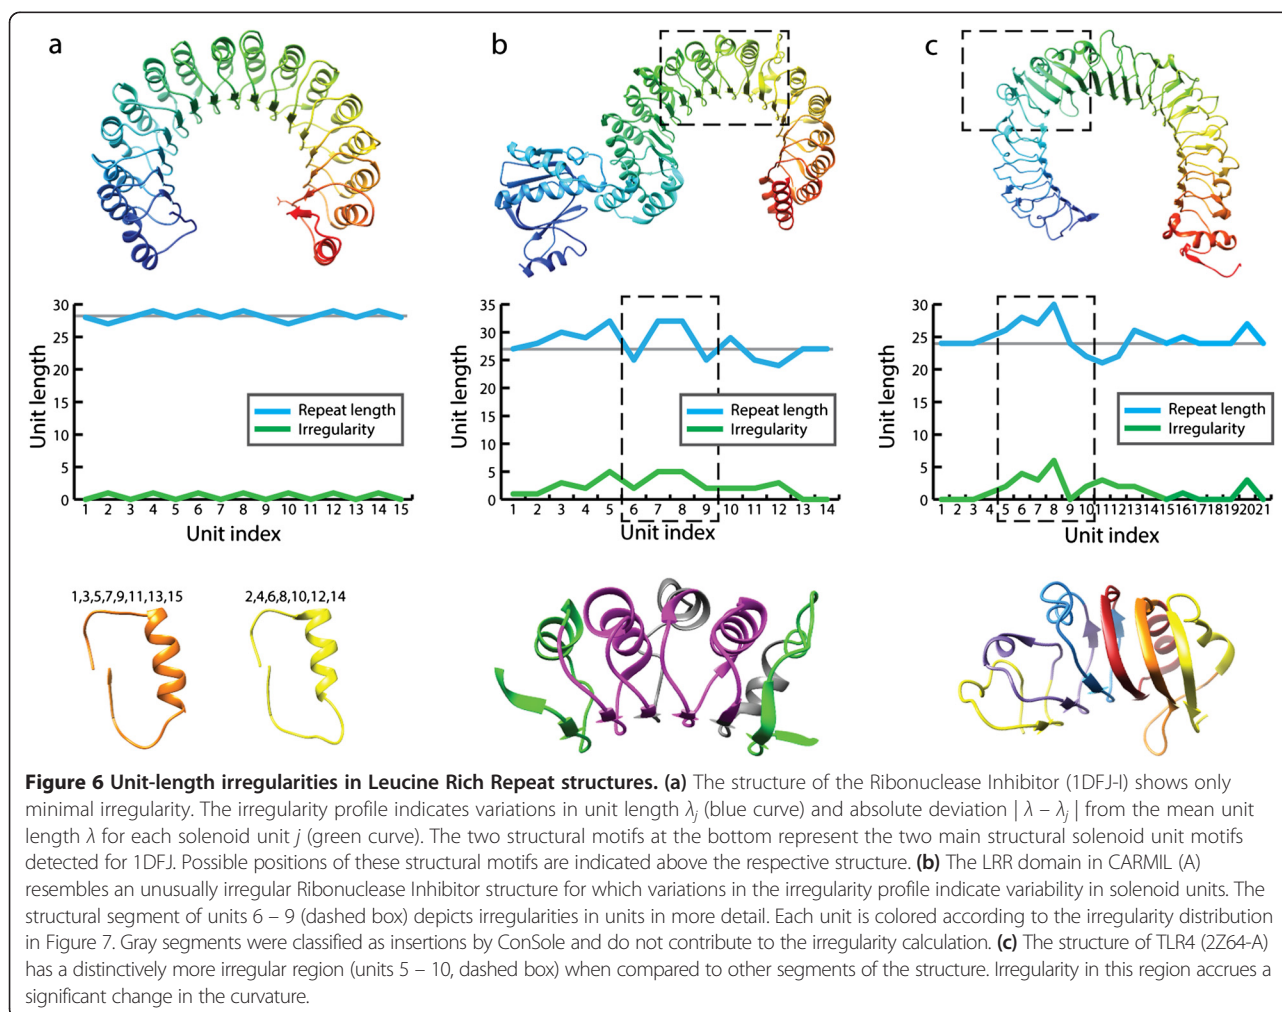 a
b
c
30
25
20
15
10
5
0
Unit length
Repeat length
Irregularity
1 2 3 4 5 6 7 8 9 10 11 12 13 14 15
Unit index
35
30
25
20
15
10
5
0
Unit length
Repeat length
Irregularity
1 2 3 4 5 6 7 8 9 10 11 12 13 14
Unit index
30
25
20
15
10
5
0
Unit length
Repeat length
Irregularity
1 2 3 4 5 6 7 8 9 10 11 12 13 14 15 16 17 18 19 20 21
Unit index
1,3,5,7,9,11,13,15
2,4,6,8,10,12,14
Figure 6 Unit-length irregularities in Leucine Rich Repeat structures. (a) The structure of the Ribonuclease Inhibitor (1DFJ-I) shows only
minimal irregularity. The irregularity profile indicates variations in unit length λj (blue curve) and absolute deviation | λ – λj | from the mean unit
length λ for each solenoid unit j (green curve). The two structural motifs at the bottom represent the two main structural solenoid unit motifs
detected for 1DFJ. Possible positions of these structural motifs are indicated above the respective structure. (b) The LRR domain in CARMIL (A)
resembles an unusually irregular Ribonuclease Inhibitor structure for which variations in the irregularity profile indicate variability in solenoid units. The
structural segment of units 6 – 9 (dashed box) depicts irregularities in units in more detail. Each unit is colored according to the irregularity distribution
in Figure 7. Gray segments were classified as insertions by ConSole and do not contribute to the irregularity calculation. (c) The structure of TLR4 (2Z64-A)
has a distinctively more irregular region (units 5 – 10, dashed box) when compared to other segments of the structure. Irregularity in this region accrues a
significant change in the curvature.